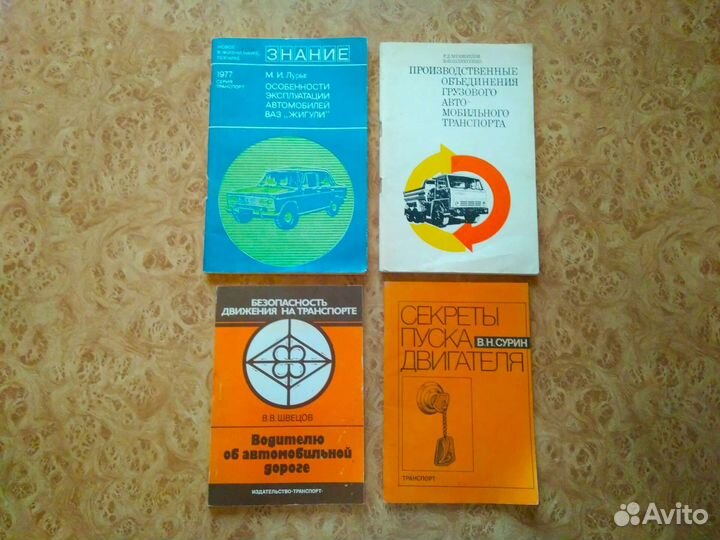 НОВОЕ
В ЖИЗНИ, НАУКЕ,
ТЕХНИКЕ
ЗНАНИЕ
1977
СЕРИЯ
ТРАНСПОРТ
М. И. Лурье
ОСОБЕННОСТИ
ЭКСПЛУАТАЦИИ
АВТОМОБИЛЕЙ
ВАЗ „ЖИГУЛИ"
ПРОИЗВОДСТВЕННЫЕ
ОБЪЕДИНЕНИЯ
ГРУЗОВОГО
АВТО-
МОБИЛЬНОГО
ТРАНСПОРТА
БЕЗОПАСНОСТЬ
ДВИЖЕНИЯ НА ТРАНСПОРТЕ
В.В. ШВЕЦОВ
Водителю
об автомобильной
дороге
ИЗДАТЕЛЬСТВО «ТРАНСПОРТ»
СЕКРЕТЫ
ПУСКА
В.Н. СУРИН
ДВИГАТЕЛЯ
ТРАНСПОРТ
Avito